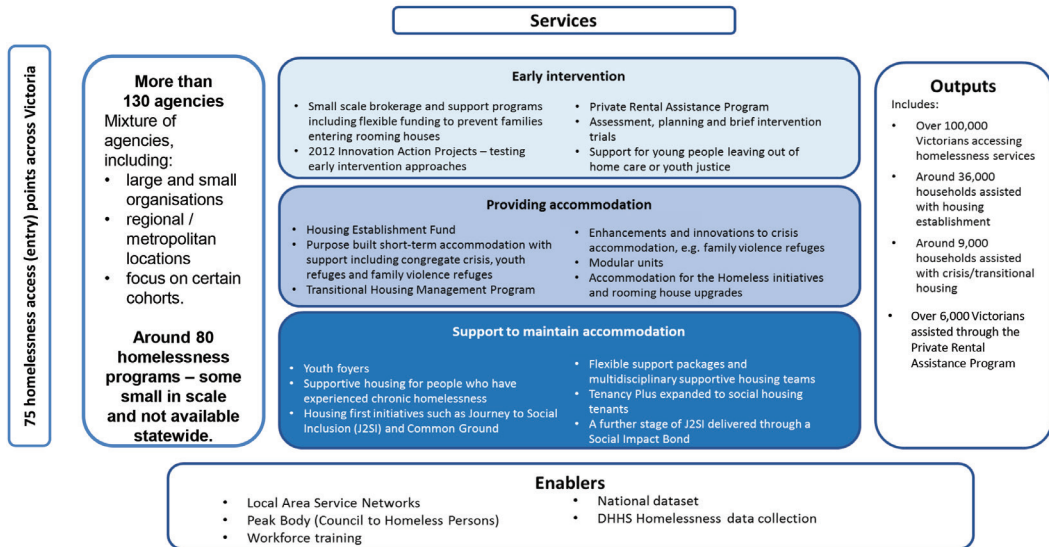 Services
75 homelessness access (entry) points across Victoria
More than
130 agencies
Mixture of
agencies,
including:
• large and small
organisations
• regional /
metropolitan
locations
• focus on certain
cohorts.
Around 80
homelessness
programs – some
small in scale
and not available
statewide.
Early intervention
• Small scale brokerage and support programs
including flexible funding to prevent families
entering rooming houses
• 2012 Innovation Action Projects – testing
early intervention approaches
• Private Rental Assistance Program
• Assessment, planning and brief intervention
trials
• Support for young people leaving out of
home care or youth justice
Providing accommodation
• Housing Establishment Fund
• Purpose built short-term accommodation with
support including congregate crisis, youth
refuges and family violence refuges
• Transitional Housing Management Program
• Enhancements and innovations to crisis
accommodation, e.g. family violence refuges
• Modular units
• Accommodation for the Homeless initiatives
and rooming house upgrades
Support to maintain accommodation
• Youth foyers
• Supportive housing for people who have
experienced chronic homelessness
• Housing first initiatives such as Journey to Social
Inclusion (J2SI) and Common Ground
• Flexible support packages and
multidisciplinary supportive housing teams
• Tenancy Plus expanded to social housing
tenants
• A further stage of J2SI delivered through a
Social Impact Bond
Outputs
Includes:
• Over 100,000
Victorians accessing
homelessness services
• Around 36,000
households assisted
with housing
establishment
• Around 9,000
households assisted
with crisis/transitional
housing
• Over 6,000 Victorians
assisted through the
Private Rental
Assistance Program
Enablers
• Local Area Service Networks
• Peak Body (Council to Homeless Persons)
• Workforce training
• National dataset
• DHHS Homelessness data collection